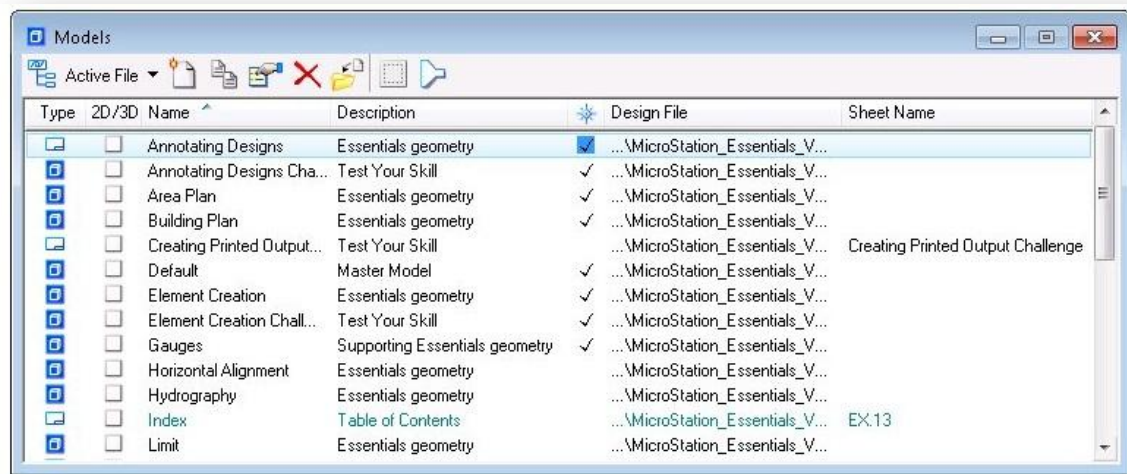 Models
Active File
Type 2D/3D Name Description Design File Sheet Name
Annotating Designs Essentials geometry ✓ ...\MicroStation_Essentials_V...
Annotating Designs Cha... Test Your Skill ✓ ...\MicroStation_Essentials_V...
Area Plan Essentials geometry ✓ ...\MicroStation_Essentials_V...
Building Plan Essentials geometry ✓ ...\MicroStation_Essentials_V...
Creating Printed Output... Test Your Skill ...\MicroStation_Essentials_V... Creating Printed Output Challenge
Default Master Model ✓ ...\MicroStation_Essentials_V...
Element Creation Essentials geometry ✓ ...\MicroStation_Essentials_V...
Element Creation Chall... Test Your Skill ✓ ...\MicroStation_Essentials_V...
Gauges Supporting Essentials geometry ✓ ...\MicroStation_Essentials_V...
Horizontal Alignment Essentials geometry ...\MicroStation_Essentials_V...
Hydrography Essentials geometry ...\MicroStation_Essentials_V...
Index Table of Contents ...\MicroStation_Essentials_V... EX.13
Limit Essentials geometry ...\MicroStation_Essentials_V...